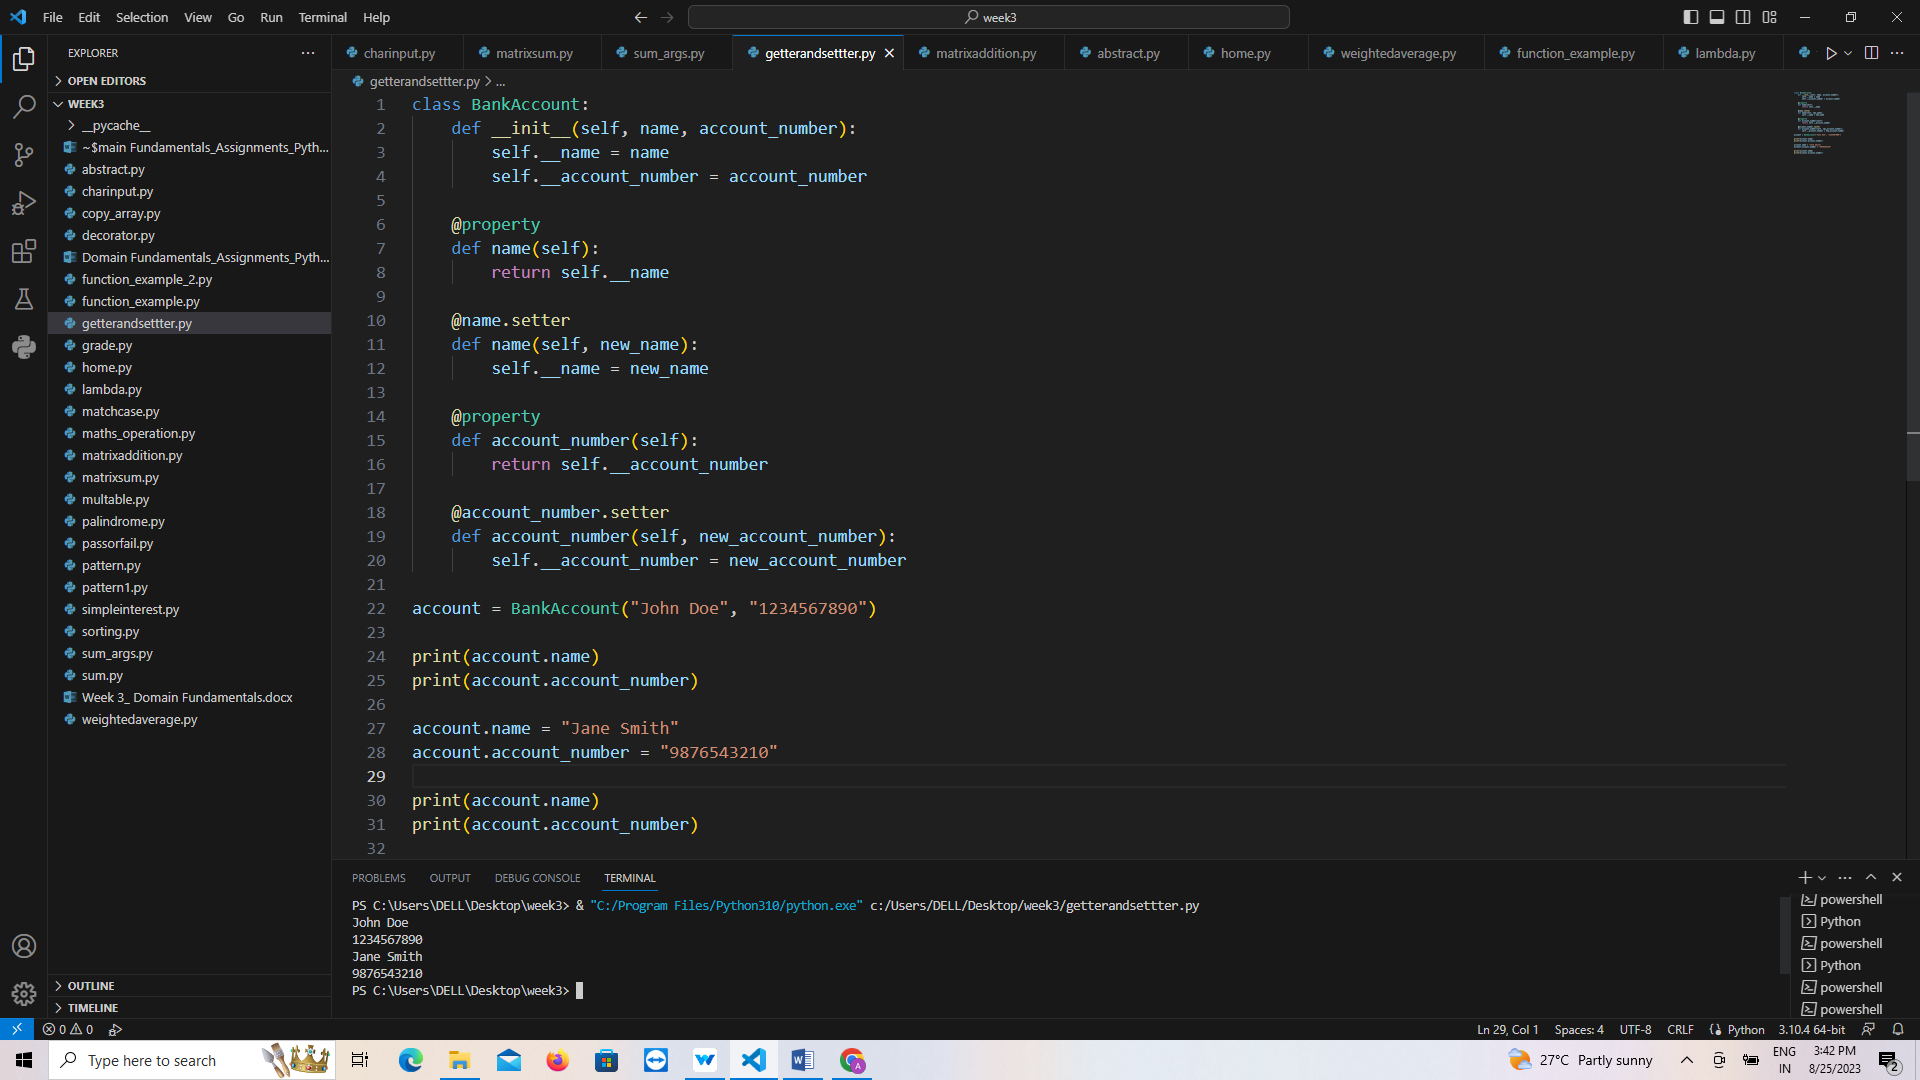 File Edit Selection View Go Run Terminal Help
week3
EXPLORER
OPEN EDITORS
WEEK3
__pycache__
~$main Fundamentals_Assignments_Pyth...
abstract.py
charinput.py
copy_array.py
decorator.py
Domain Fundamentals_Assignments_Pyth...
function_example_2.py
function_example.py
getterandsettter.py
grade.py
home.py
lambda.py
matchcase.py
maths_operation.py
matrixaddition.py
matrixsum.py
multable.py
palindrome.py
passorfail.py
pattern.py
pattern1.py
simpleinterest.py
sorting.py
sum_args.py
sum.py
Week 3_ Domain Fundamentals.docx
weightedaverage.py
OUTLINE
TIMELINE
charinput.py matrixsum.py sum_args.py getterandsettter.py matrixaddition.py abstract.py home.py weightedaverage.py function_example.py lambda.py
getterandsettter.py > ...
1 class BankAccount:
2 def __init__(self, name, account_number):
3 self.__name = name
4 self.__account_number = account_number
5
6 @property
7 def name(self):
8 return self.__name
9
10 @name.setter
11 def name(self, new_name):
12 self.__name = new_name
13
14 @property
15 def account_number(self):
16 return self.__account_number
17
18 @account_number.setter
19 def account_number(self, new_account_number):
20 self.__account_number = new_account_number
21
22 account = BankAccount("John Doe", "1234567890")
23
24 print(account.name)
25 print(account.account_number)
26
27 account.name = "Jane Smith"
28 account.account_number = "9876543210"
29
30 print(account.name)
31 print(account.account_number)
32
PROBLEMS OUTPUT DEBUG CONSOLE TERMINAL
PS C:\Users\DELL\Desktop\week3> & "C:/Program Files/Python310/python.exe" c:/Users/DELL/Desktop/week3/getterandsettter.py
John Doe
1234567890
Jane Smith
9876543210
PS C:\Users\DELL\Desktop\week3>
powershell
Python
powershell
Python
powershell
powershell
0 0
Ln 29, Col 1 Spaces: 4 UTF-8 CRLF Python 3.10.4 64-bit
Type here to search
27°C Partly sunny
ENG
IN
3:42 PM
8/25/2023
2